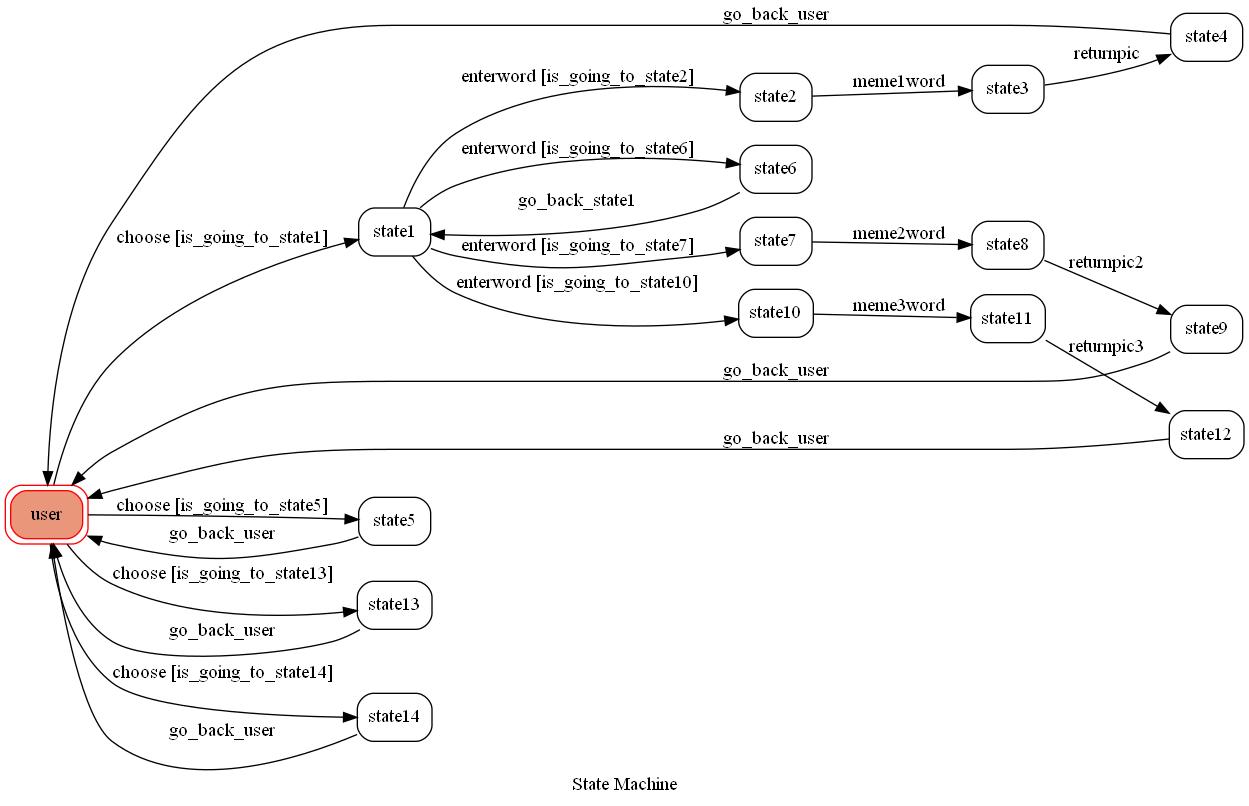 go_back_user
state4
returnpic
enterword [is_going_to_state2]
state2
meme1word
state3
enterword [is_going_to_state6]
state6
go_back_state1
choose [is_going_to_state1]
state1
enterword [is_going_to_state7]
state7
meme2word
state8
returnpic2
enterword [is_going_to_state10]
state10
meme3word
state11
state9
returnpic3
go_back_user
go_back_user
state12
user
choose [is_going_to_state5]
state5
go_back_user
choose [is_going_to_state13]
state13
go_back_user
choose [is_going_to_state14]
state14
go_back_user
State Machine